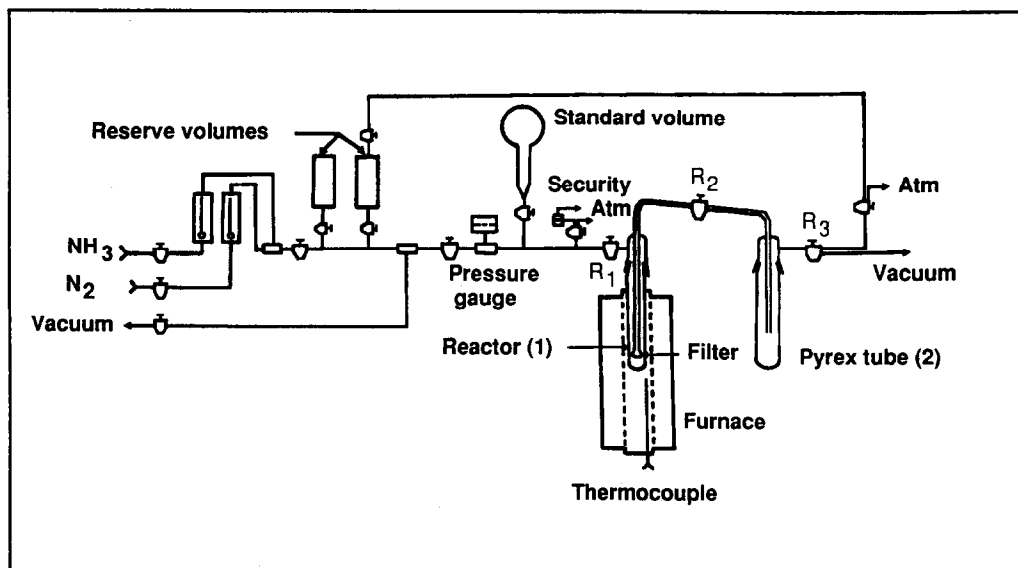 Reserve volumes
Standard volume
Security
Atm
R2
Atm
R3
NH3
N2
Vacuum
Pressure
gauge
R1
Vacuum
Reactor (1)
Filter
Pyrex tube (2)
Furnace
Thermocouple